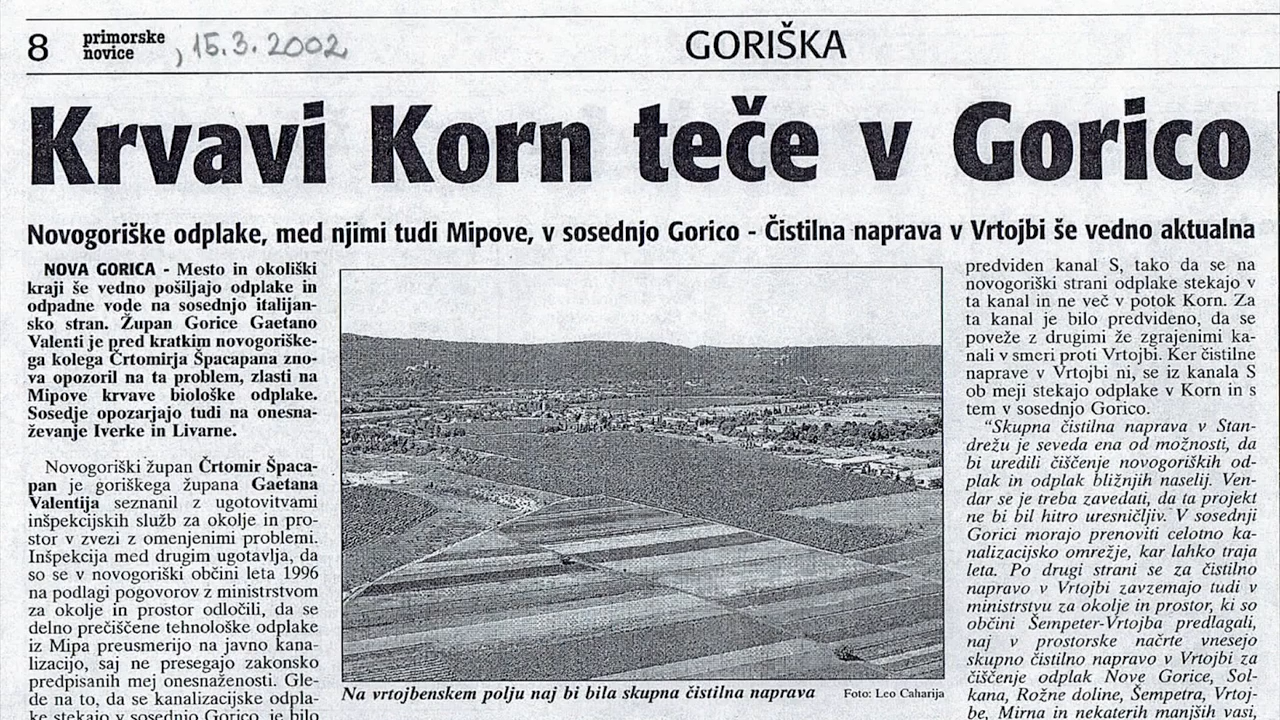 8 primorske novice , 15.3.2002 GORIŠKA
Krvavi Korn teče v Gorico
Novogoriške odplake, med njimi tudi Mipove, v sosednjo Gorico - Čistilna naprava v Vrtojbi še vedno aktualna
NOVA GORICA - Mesto in okoliški
kraji še vedno pošiljajo odplake in
odpadne vode na sosednjo italijan-
sko stran. Župan Gorice Gaetano
Valenti je pred kratkim novogoriške-
ga kolega Črtomirja Špacapana zno-
va opozoril na ta problem, zlasti na
Mipove krvave biološke odplake.
Sosedje opozarjajo tudi na onesna-
ževanje Iverke in Livarne.
Novogoriški župan Črtomir Špaca-
pan je goriškega župana Gaetana
Valentija seznanil z ugotovitvami
inšpekcijskih služb za okolje in pro-
stor v zvezi z omenjenimi problemi.
Inšpekcija med drugim ugotavlja, da
so se v novogoriški občini leta 1996
na podlagi pogovorov z ministrstvom
za okolje in prostor odločili, da se
delno prečiščene tehnološke odplake
iz Mipa preusmerijo na javno kana-
lizacijo, saj ne presegajo zakonsko
predpisanih mej onesnaženosti. Gle-
de na to, da se kanalizacijske odpla-
ke stekajo v sosednjo Gorico, je bilo
Na vrtojbenskem polju naj bi bila skupna čistilna naprava
Foto: Leo Caharija
predviden kanal S, tako da se na
novogoriški strani odplake stekajo v
ta kanal in ne več v potok Korn. Za
ta kanal je bilo predvideno, da se
poveže z drugimi že zgrajenimi ka-
nali v smeri proti Vrtojbi. Ker čistilne
naprave v Vrtojbi ni, se iz kanala S
ob meji stekajo odplake v Korn in s
tem v sosednjo Gorico.
"Skupna čistilna naprava v Stan-
drežu je seveda ena od možnosti, da
bi uredili čiščenje novogoriških od-
plak in odplak bližnjih naselij. Ven-
dar se je treba zavedati, da ta projekt
ne bi bil hitro uresničljiv. V sosednji
Gorici morajo prenoviti celotno ka-
nalizacijsko omrežje, kar lahko traja
leta. Po drugi strani se za čistilno
napravo v Vrtojbi zavzemajo tudi v
ministrstvu za okolje in prostor, ki so
občini Šempeter-Vrtojba predlagali,
naj v prostorske načrte vnesejo
skupno čistilno napravo v Vrtojbi za
čiščenje odplak Nove Gorice, Sol-
kana, Rožne doline, Šempetra, Vrtoj-
be, Mirna in nekaterih manjših vasi,